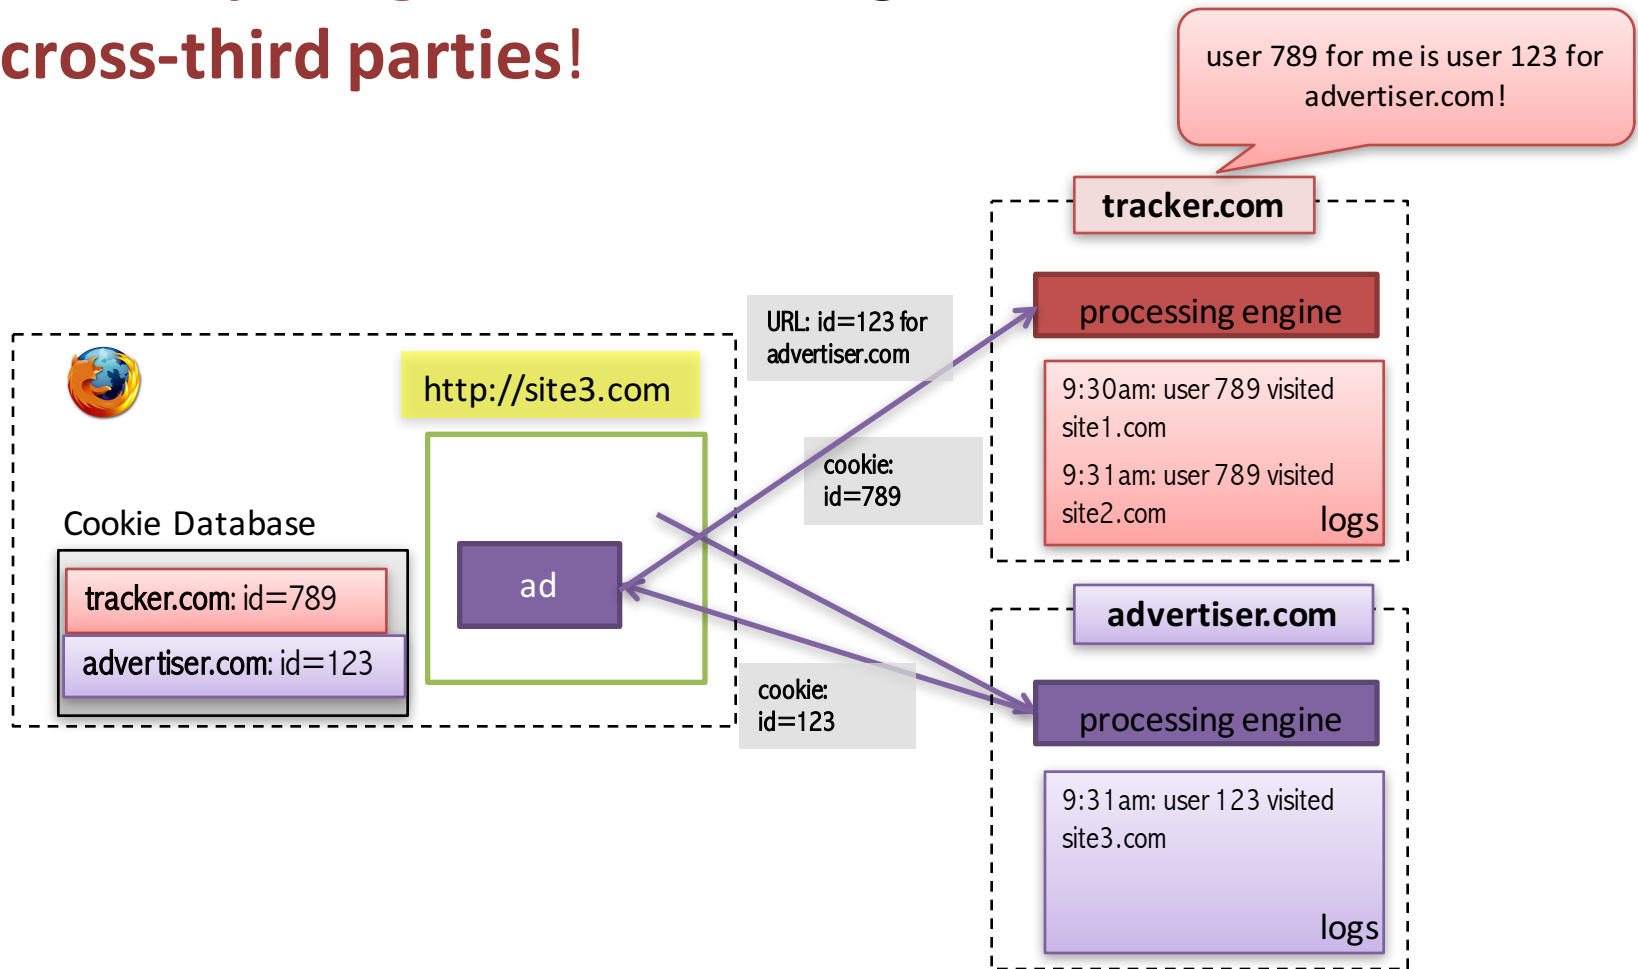 cross-third parties!
user 789 for me is user 123 for
advertiser.com!
tracker.com
processing engine
URL: id=123 for
advertiser.com
http://site3.com
9:30am: user 789 visited
site1.com
9:31am: user 789 visited
site2.com
logs
cookie:
id=789
Cookie Database
ad
tracker.com: id=789
advertiser.com: id=123
advertiser.com
cookie:
id=123
processing engine
9:31am: user 123 visited
site3.com
logs